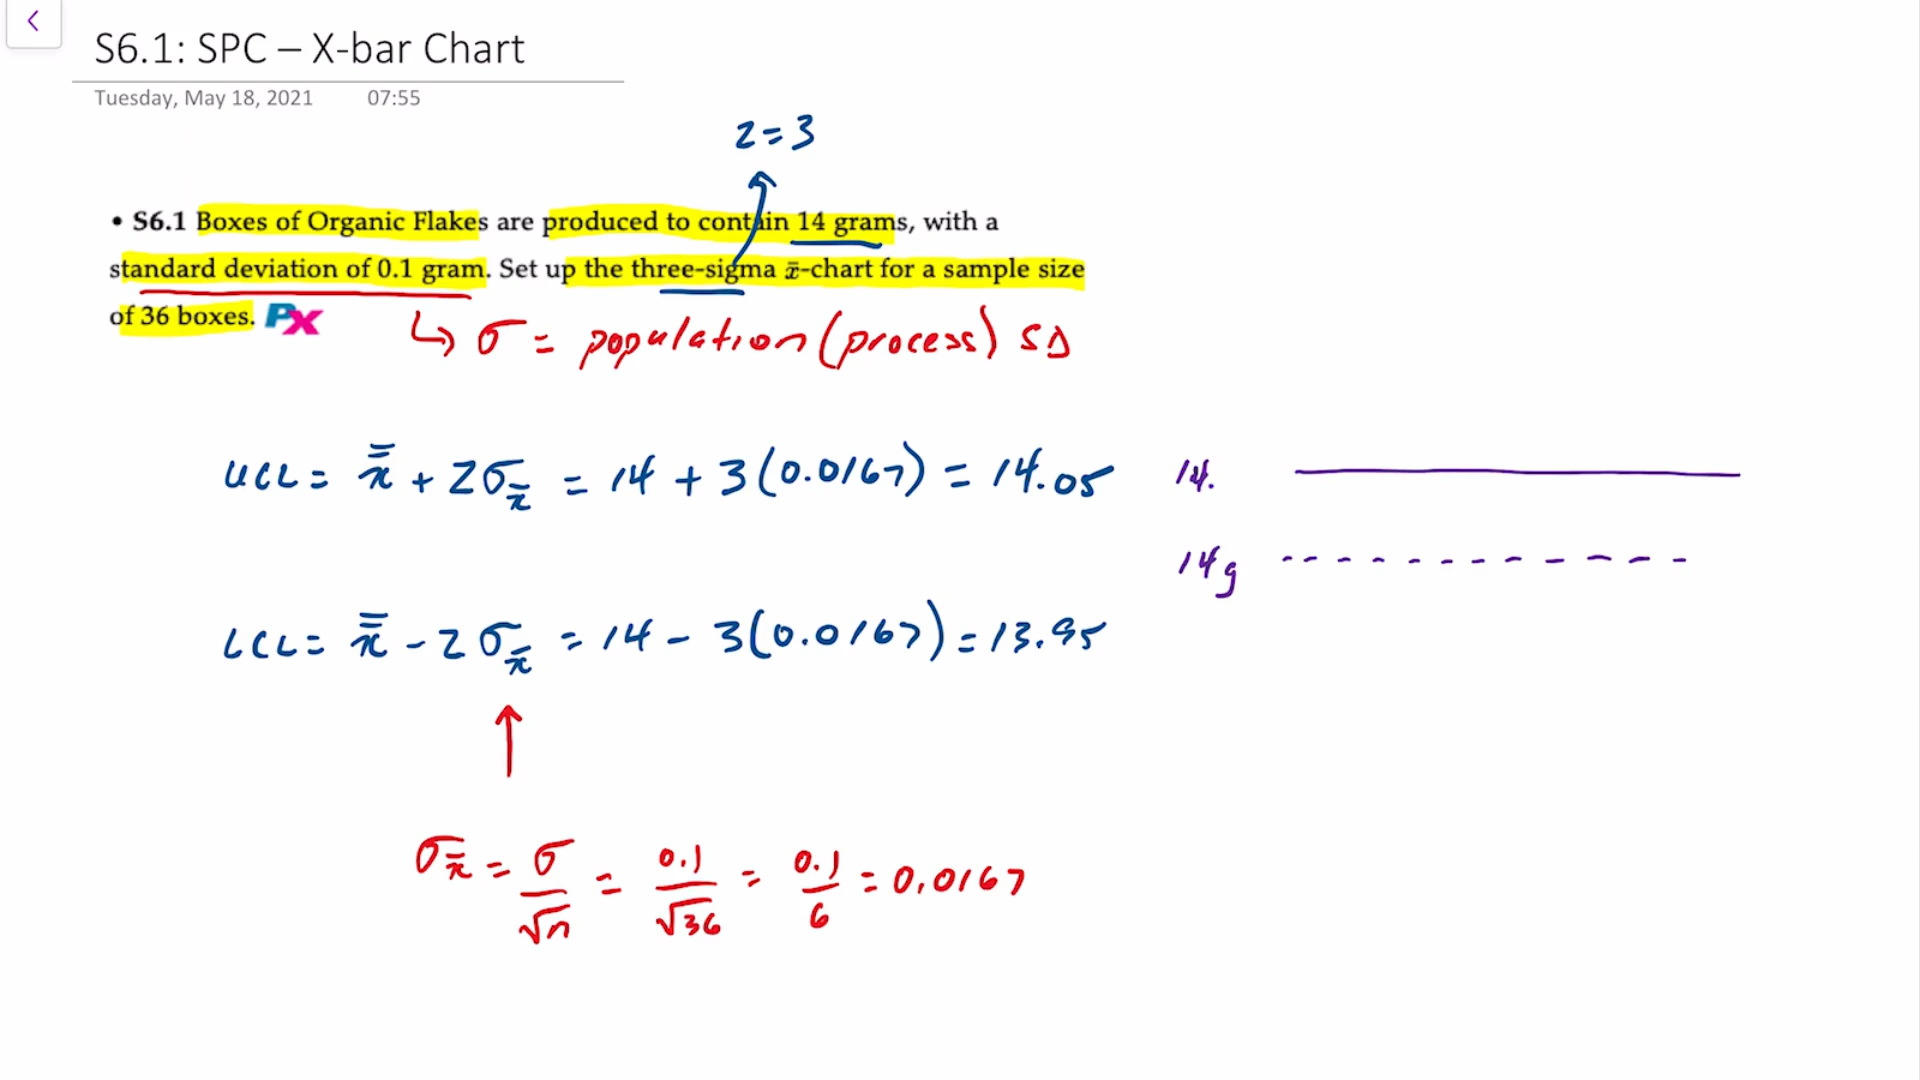 S6.1: SPC – X-bar Chart
Tuesday, May 18, 2021 07:55
z = 3
• S6.1 Boxes of Organic Flakes are produced to contain 14 grams, with a
standard deviation of 0.1 gram. Set up the three-sigma x̄-chart for a sample size
of 36 boxes. PX
↳ σ = population (process) SD
UCL = x̿ + Zσx̄ = 14 + 3(0.0167) = 14.05
14.
14g
LCL = x̿ - Zσx̄ = 14 - 3(0.0167) = 13.95
σx̄ = σ/√n = 0.1/√36 = 0.1/6 = 0.0167